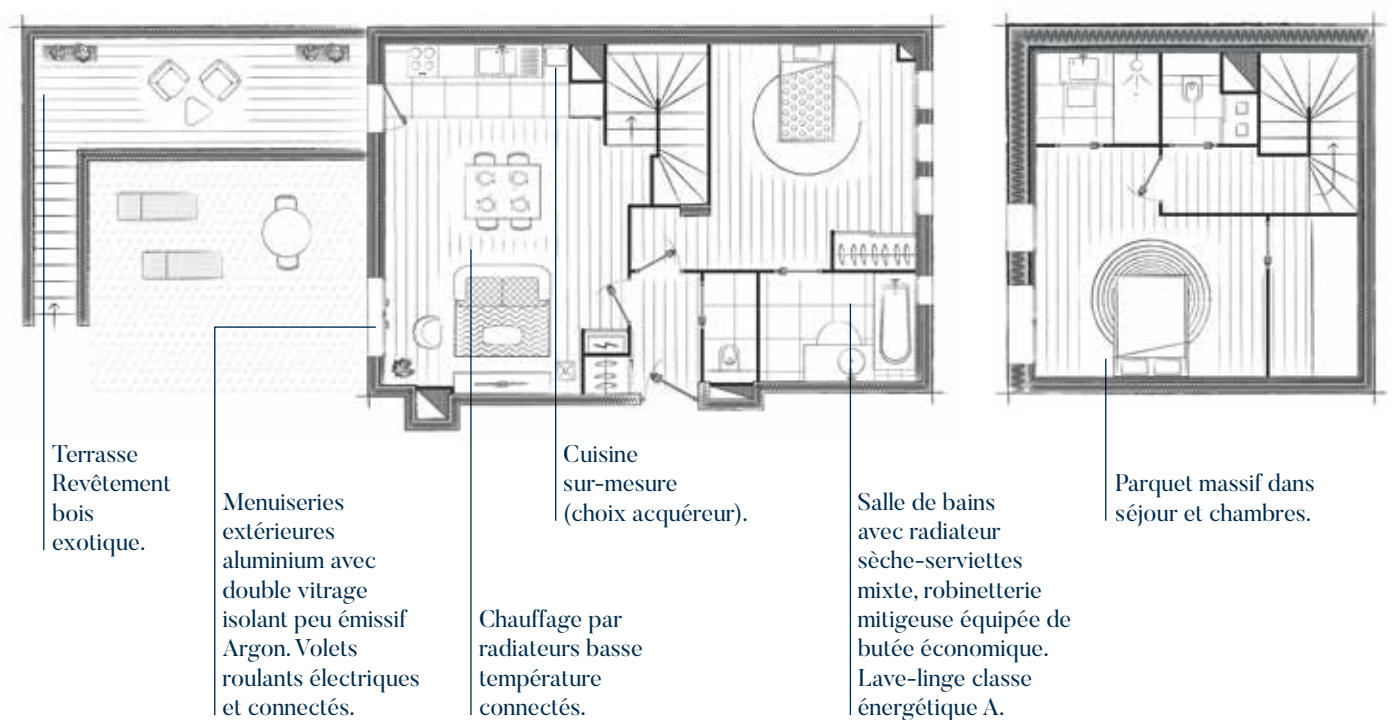 Terrasse
Revêtement
bois
exotique.
Menuiseries
extérieures
aluminium avec
double vitrage
isolant peu émissif
Argon. Volets
roulants électriques
et connectés.
Chauffage par
radiateurs basse
température
connectés.
Cuisine
sur-mesure
(choix acquéreur).
Salle de bains
avec radiateur
sèche-serviettes
mixte, robinetterie
mitigeuse équipée de
butée économique.
Lave-linge classe
énergétique A.
Parquet massif dans
séjour et chambres.